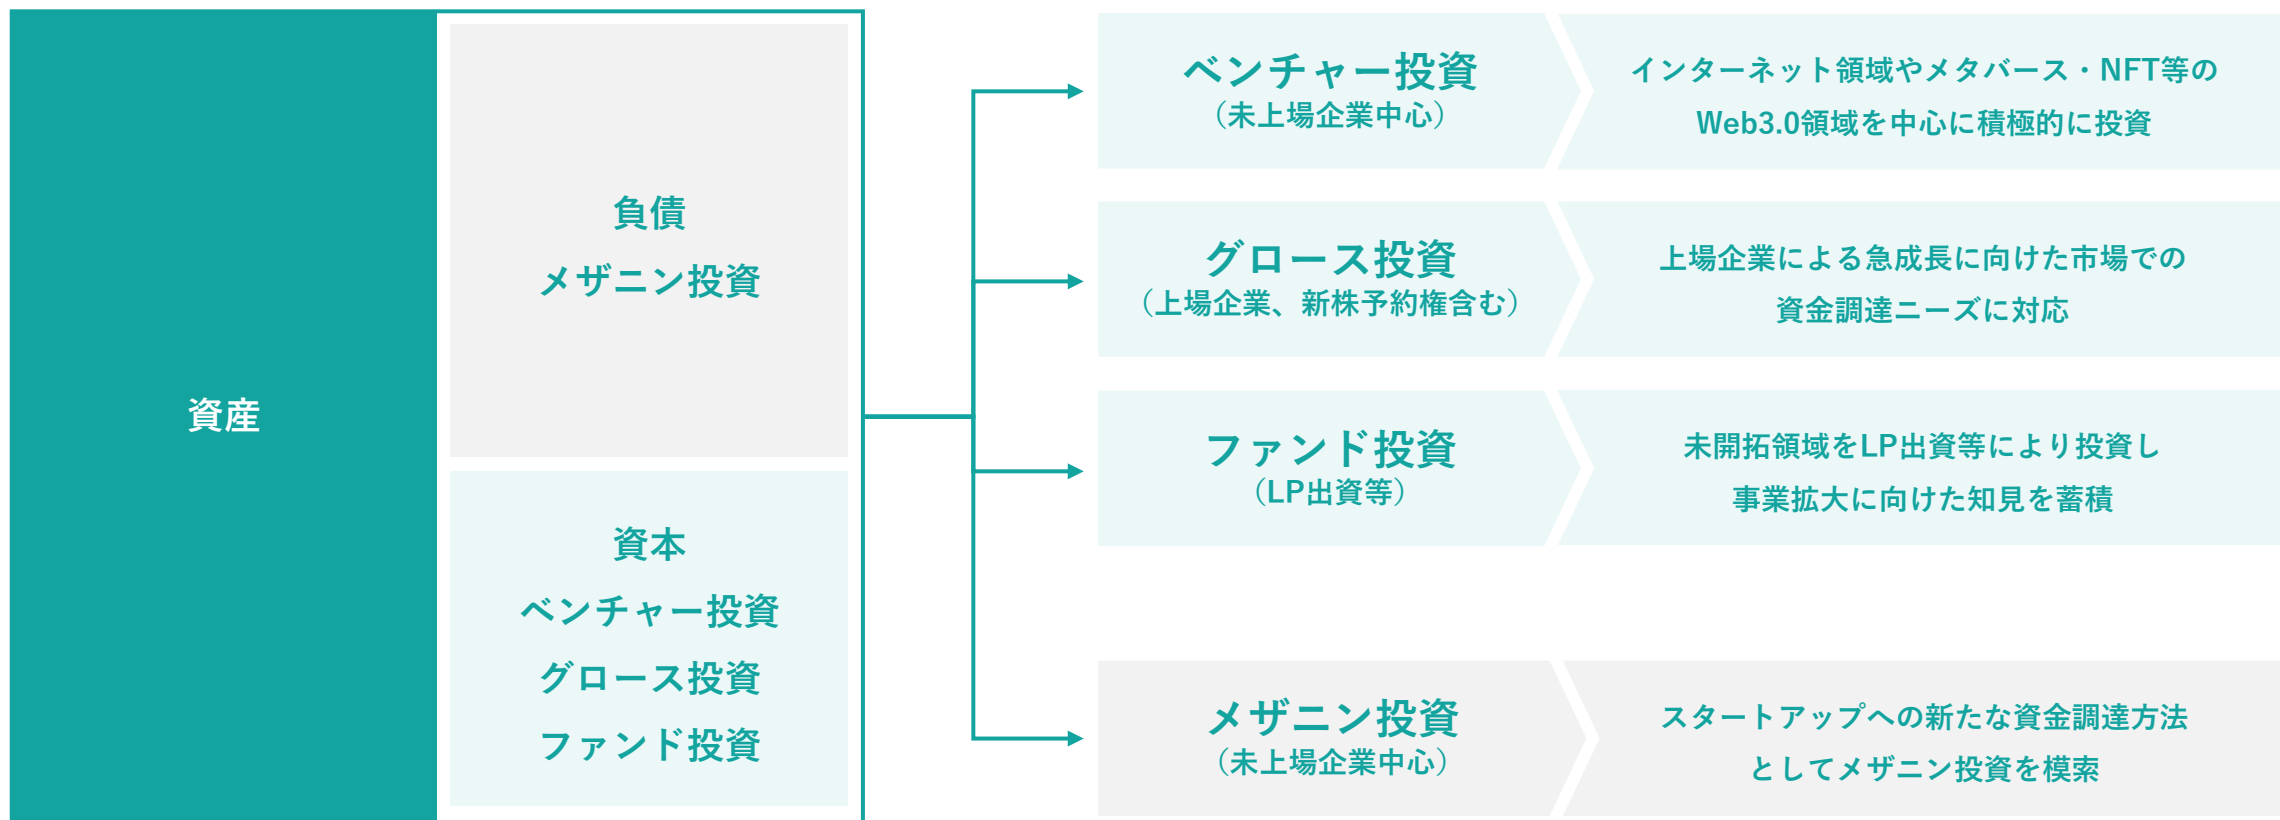 資産
負債
メザニン投資
資本
ベンチャー投資
グロース投資
ファンド投資
ベンチャー投資
（未上場企業中心）
インターネット領域やメタバース・NFT等の
Web3.0領域を中心に積極的に投資
グロース投資
（上場企業、新株予約権含む）
上場企業による急成長に向けた市場での
資金調達ニーズに対応
ファンド投資
（LP出資等）
未開拓領域をLP出資等により投資し
事業拡大に向けた知見を蓄積
メザニン投資
（未上場企業中心）
スタートアップへの新たな資金調達方法
としてメザニン投資を模索